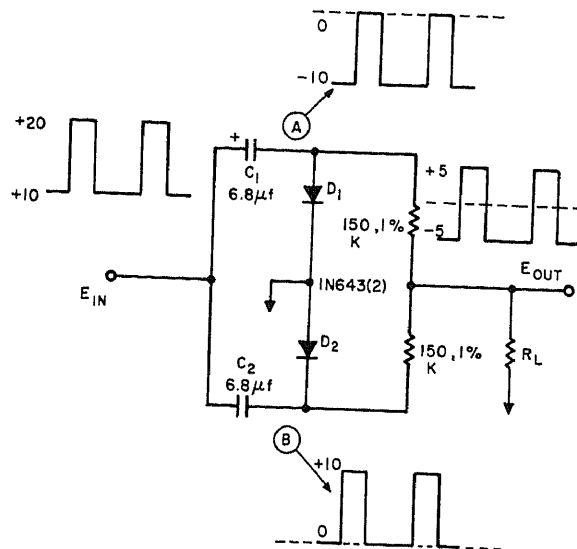 0
-10
A
+20
+10
+
C1
6.8µf
D1
150,1%
K
+5
-5
EIN
1N643(2)
EOUT
D2
C2
6.8µf
150,1%
K
RL
B
+10
0